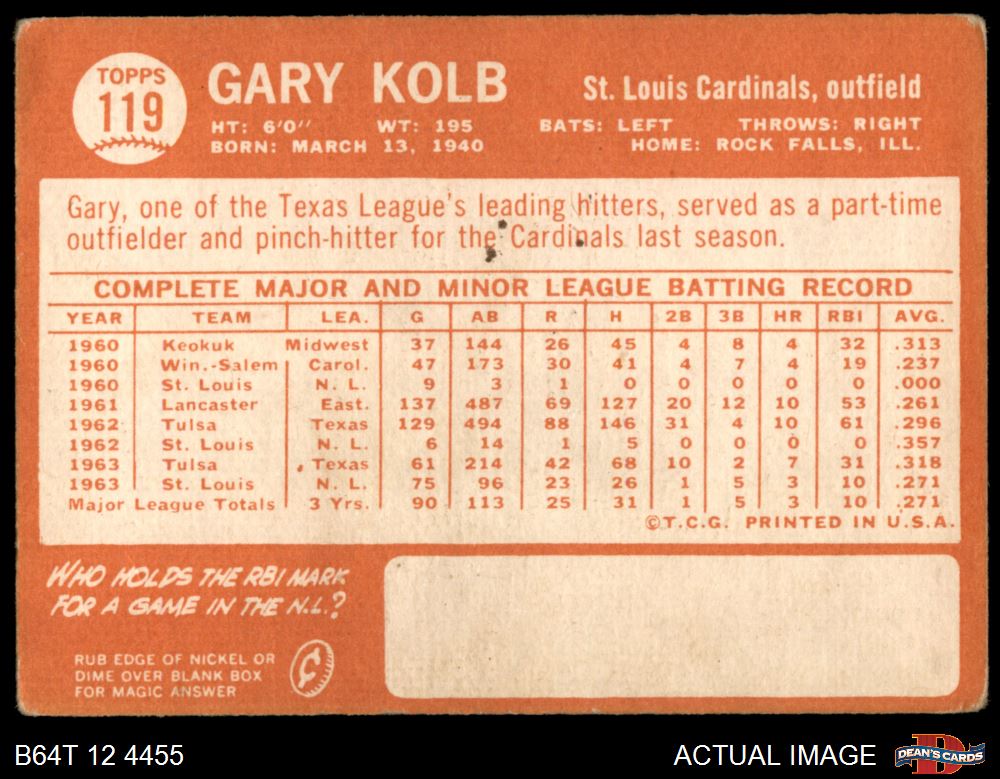 TOPPS
119
GARY KOLB
St. Louis Cardinals, outfield
HT: 6'0" WT: 195 BATS: LEFT THROWS: RIGHT
BORN: MARCH 13, 1940 HOME: ROCK FALLS, ILL.
Gary, one of the Texas League's leading hitters, served as a part-time
outfielder and pinch-hitter for the Cardinals last season.
COMPLETE MAJOR AND MINOR LEAGUE BATTING RECORD
YEAR TEAM LEA. G AB R H 2B 3B HR RBI AVG.
1960 Keokuk Midwest 37 144 26 45 4 8 4 32 .313
1960 Win.-Salem Carol. 47 173 30 41 4 7 4 19 .237
1960 St. Louis N. L. 9 3 1 0 0 0 0 0 .000
1961 Lancaster East. 137 487 69 127 20 12 10 53 .261
1962 Tulsa Texas 129 494 88 146 31 4 10 61 .296
1962 St. Louis N. L. 6 14 1 5 0 0 0 0 .357
1963 Tulsa Texas 61 214 42 68 10 2 7 31 .318
1963 St. Louis N. L. 75 96 23 26 1 5 3 10 .271
Major League Totals 3 Yrs. 90 113 25 31 1 5 3 10 .271
©T.C.G. PRINTED IN U.S.A.
WHO HOLDS THE RBI MARK
FOR A GAME IN THE N.L.?
RUB EDGE OF NICKEL OR
DIME OVER BLANK BOX
FOR MAGIC ANSWER
B64T 12 4455
ACTUAL IMAGE
DEAN'S CARDS